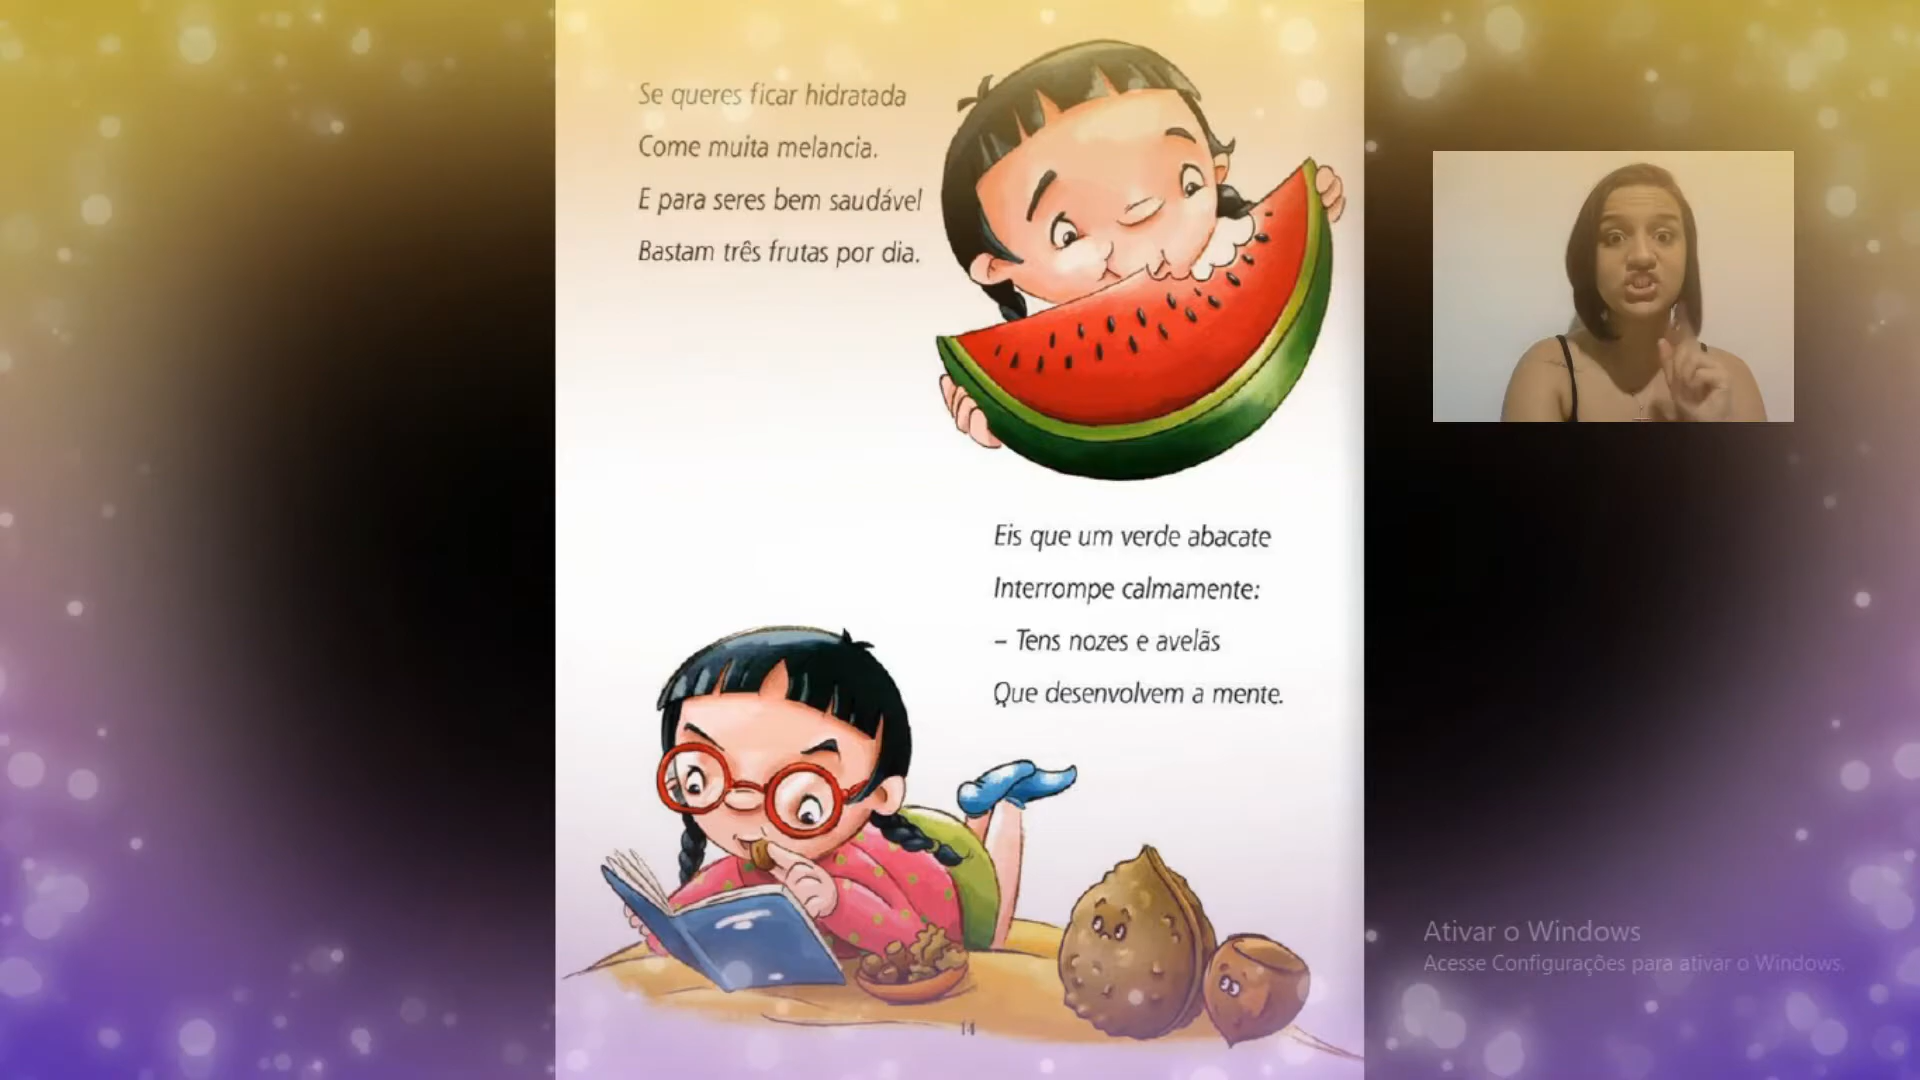 Se queres ficar hidratada
Come muita melancia.
E para seres bem saudável
Bastam três frutas por dia.
Eis que um verde abacate
Interrompe calmamente:
– Tens nozes e avelãs
Que desenvolvem a mente.
14
Ativar o Windows
Acesse Configurações para ativar o Windows.